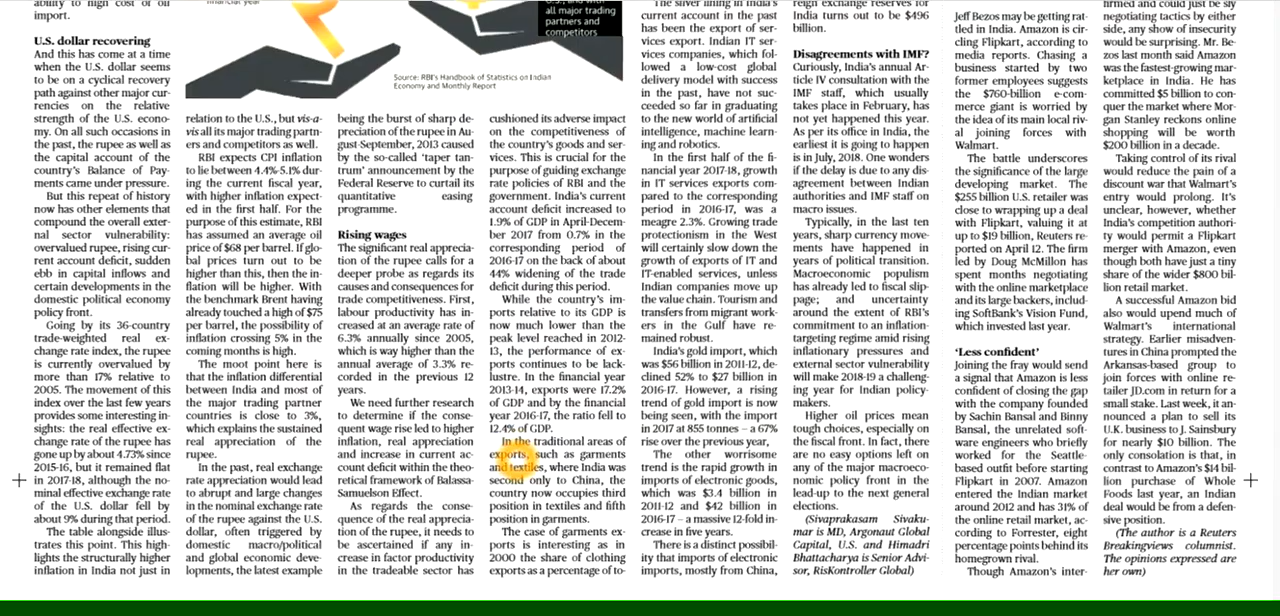 ability to high cost of oil
import.
U.S. dollar recovering
And this has come at a time
when the U.S. dollar seems
to be on a cyclical recovery
path against other major cur-
rencies on the relative
strength of the U.S. econo-
my. On all such occasions in
the past, the rupee as well as
the capital account of the
country's Balance of Pay-
ments came under pressure.
But this repeat of history
now has other elements that
compound the overall exter-
nal sector vulnerability:
overvalued rupee, rising cur-
rent account deficit, sudden
ebb in capital inflows and
certain developments in the
domestic political economy
policy front.
Going by its 36-country
trade-weighted real ex-
change rate index, the rupee
is currently overvalued by
more than 17% relative to
2005. The movement of this
index over the last few years
provides some interesting in-
sights: the real effective ex-
change rate of the rupee has
gone up by about 4.73% since
2015-16, but it remained flat
in 2017-18, although the no-
minal effective exchange rate
of the U.S. dollar fell by
about 9% during that period.
The table alongside illus-
trates this point. This high-
lights the structurally higher
inflation in India not just in
financial year
all major trading
partners and
competitors
Source: RBI's Handbook of Statistics on Indian
Economy and Monthly Report
relation to the U.S., but vis-a-
vis all its major trading partn-
ers and competitors as well.
RBI expects CPI inflation
to lie between 4.4%-5.1% dur-
ing the current fiscal year,
with higher inflation expect-
ed in the first half. For the
purpose of this estimate, RBI
has assumed an average oil
price of $68 per barrel. If glo-
bal prices turn out to be
higher than this, then the in-
flation will be higher. With
the benchmark Brent having
already touched a high of $75
per barrel, the possibility of
inflation crossing 5% in the
coming months is high.
The moot point here is
that the inflation differential
between India and most of
the major trading partner
countries is close to 3%,
which explains the sustained
real appreciation of the
rupee.
In the past, real exchange
rate appreciation would lead
to abrupt and large changes
in the nominal exchange rate
of the rupee against the U.S.
dollar, often triggered by
domestic macro/political
and global economic deve-
lopments, the latest example
being the burst of sharp de-
preciation of the rupee in Au-
gust-September, 2013 caused
by the so-called 'taper tan-
trum' announcement by the
Federal Reserve to curtail its
quantitative easing
programme.
Rising wages
The significant real apprecia-
tion of the rupee calls for a
deeper probe as regards its
causes and consequences for
trade competitiveness. First,
labour productivity has in-
creased at an average rate of
6.3% annually since 2005,
which is way higher than the
annual average of 3.3% re-
corded in the previous 12
years.
We need further research
to determine if the conse-
quent wage rise led to higher
inflation, real appreciation
and increase in current ac-
count deficit within the theo-
retical framework of Balassa-
Samuelson Effect.
As regards the conse-
quence of the real apprecia-
tion of the rupee, it needs to
be ascertained if any in-
crease in factor productivity
in the tradeable sector has
cushioned its adverse impact
on the competitiveness of
the country's goods and ser-
vices. This is crucial for the
purpose of guiding exchange
rate policies of RBI and the
government. India's current
account deficit increased to
1.9% of GDP in April-Decem-
ber 2017 from 0.7% in the
corresponding period of
2016-17 on the back of about
44% widening of the trade
deficit during this period.
While the country's im-
ports relative to its GDP is
now much lower than the
peak level reached in 2012-
13, the performance of ex-
ports continues to be lack-
lustre. In the financial year
2013-14, exports were 17.2%
of GDP and by the financial
year 2016-17, the ratio fell to
12.4% of GDP.
In the traditional areas of
exports, such as garments
and textiles, where India was
second only to China, the
country now occupies third
position in textiles and fifth
position in garments.
The case of garments ex-
ports is interesting as in
2000 the share of clothing
exports as a percentage of to-
The silver lining in India's
current account in the past
has been the export of ser-
vices export. Indian IT ser-
vices companies, which fol-
lowed a low-cost global
delivery model with success
in the past, have not suc-
ceeded so far in graduating
to the new world of artificial
intelligence, machine learn-
ing and robotics.
In the first half of the fi-
nancial year 2017-18, growth
in IT services exports com-
pared to the corresponding
period in 2016-17, was a
meagre 2.3%. Growing trade
protectionism in the West
will certainly slow down the
growth of exports of IT and
IT-enabled services, unless
Indian companies move up
the value chain. Tourism and
transfers from migrant work-
ers in the Gulf have re-
mained robust.
India's gold import, which
was $56 billion in 2011-12, de-
clined 52% to $27 billion in
2016-17. However, a rising
trend of gold import is now
being seen, with the import
in 2017 at 855 tonnes – a 67%
rise over the previous year,
The other worrisome
trend is the rapid growth in
imports of electronic goods,
which was $3.4 billion in
2011-12 and $42 billion in
2016-17 – a massive 12-fold in-
crease in five years.
There is a distinct possibil-
ity that imports of electronic
imports, mostly from China,
reign exchange reserves for
India turns out to be $496
billion.
Disagreements with IMF?
Curiously, India's annual Ar-
ticle IV consultation with the
IMF staff, which usually
takes place in February, has
not yet happened this year.
As per its office in India, the
earliest it is going to happen
is in July, 2018. One wonders
if the delay is due to any dis-
agreement between Indian
authorities and IMF staff on
macro issues.
Typically, in the last ten
years, sharp currency move-
ments have happened in
years of political transition.
Macroeconomic populism
has already led to fiscal slip-
page; and uncertainty
around the extent of RBI's
commitment to an inflation-
targeting regime amid rising
inflationary pressures and
external sector vulnerability
will make 2018-19 a challeng-
ing year for Indian policy-
makers.
Higher oil prices mean
tough choices, especially on
the fiscal front. In fact, there
are no easy options left on
any of the major macroeco-
nomic policy front in the
lead-up to the next general
elections.
(Sivaprakasam Sivaku-
mar is MD, Argonaut Global
Capital, U.S. and Himadri
Bhattacharya is Senior Advi-
sor, RisKontroller Global)
Jeff Bezos may be getting rat-
tled in India. Amazon is cir-
cling Flipkart, according to
media reports. Chasing a
business started by two
former employees suggests
the $760-billion e-com-
merce giant is worried by
the idea of its main local riv-
al joining forces with
Walmart.
The battle underscores
the significance of the large
developing market. The
$255 billion U.S. retailer was
close to wrapping up a deal
with Flipkart, valuing it at
up to $19 billion, Reuters re-
ported on April 12. The firm
led by Doug McMillon has
spent months negotiating
with the online marketplace
and its large backers, includ-
ing SoftBank's Vision Fund,
which invested last year.
'Less confident'
Joining the fray would send
a signal that Amazon is less
confident of closing the gap
with the company founded
by Sachin Bansal and Binny
Bansal, the unrelated soft-
ware engineers who briefly
worked for the Seattle-
based outfit before starting
Flipkart in 2007. Amazon
entered the Indian market
around 2012 and has 31% of
the online retail market, ac-
cording to Forrester, eight
percentage points behind its
homegrown rival.
Though Amazon's inter-
firmed and could just be sly
negotiating tactics by either
side, any show of insecurity
would be surprising. Mr. Be-
zos last month said Amazon
was the fastest-growing mar-
ketplace in India. He has
committed $5 billion to con-
quer the market where Mor-
gan Stanley reckons online
shopping will be worth
$200 billion in a decade.
Taking control of its rival
would reduce the pain of a
discount war that Walmart's
entry would prolong. It's
unclear, however, whether
India's competition authori-
ty would permit a Flipkart
merger with Amazon, even
though both have just a tiny
share of the wider $800 bil-
lion retail market.
A successful Amazon bid
also would upend much of
Walmart's international
strategy. Earlier misadven-
tures in China prompted the
Arkansas-based group to
join forces with online re-
tailer JD.com in return for a
small stake. Last week, it an-
nounced a plan to sell its
U.K. business to J. Sainsbury
for nearly $10 billion. The
only consolation is that, in
contrast to Amazon's $14 bil-
lion purchase of Whole
Foods last year, an Indian
deal would be from a defen-
sive position.
(The author is a Reuters
Breakingviews columnist.
The opinions expressed are
her own)